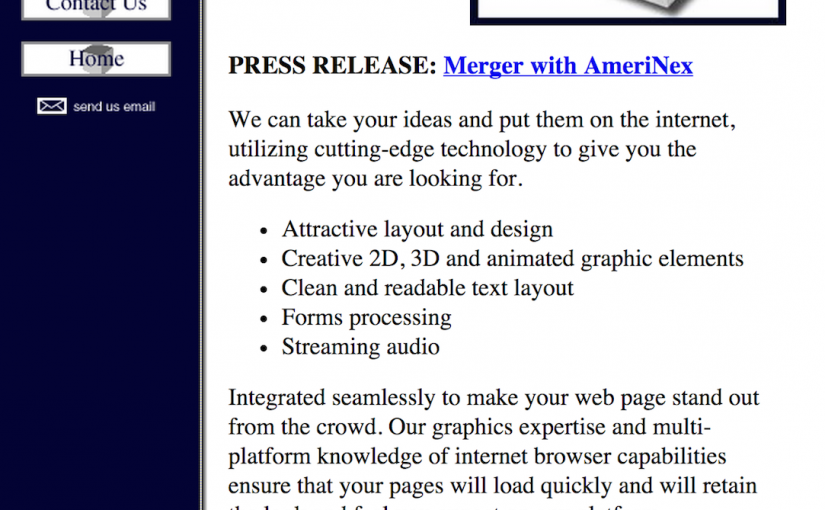 Contact Us
Home
send us email
PRESS RELEASE: Merger with AmeriNex
We can take your ideas and put them on the internet,
utilizing cutting-edge technology to give you the
advantage you are looking for.
Attractive layout and design
Creative 2D, 3D and animated graphic elements
Clean and readable text layout
Forms processing
Streaming audio
Integrated seamlessly to make your web page stand out
from the crowd. Our graphics expertise and multi-
platform knowledge of internet browser capabilities
ensure that your pages will load quickly and will retain